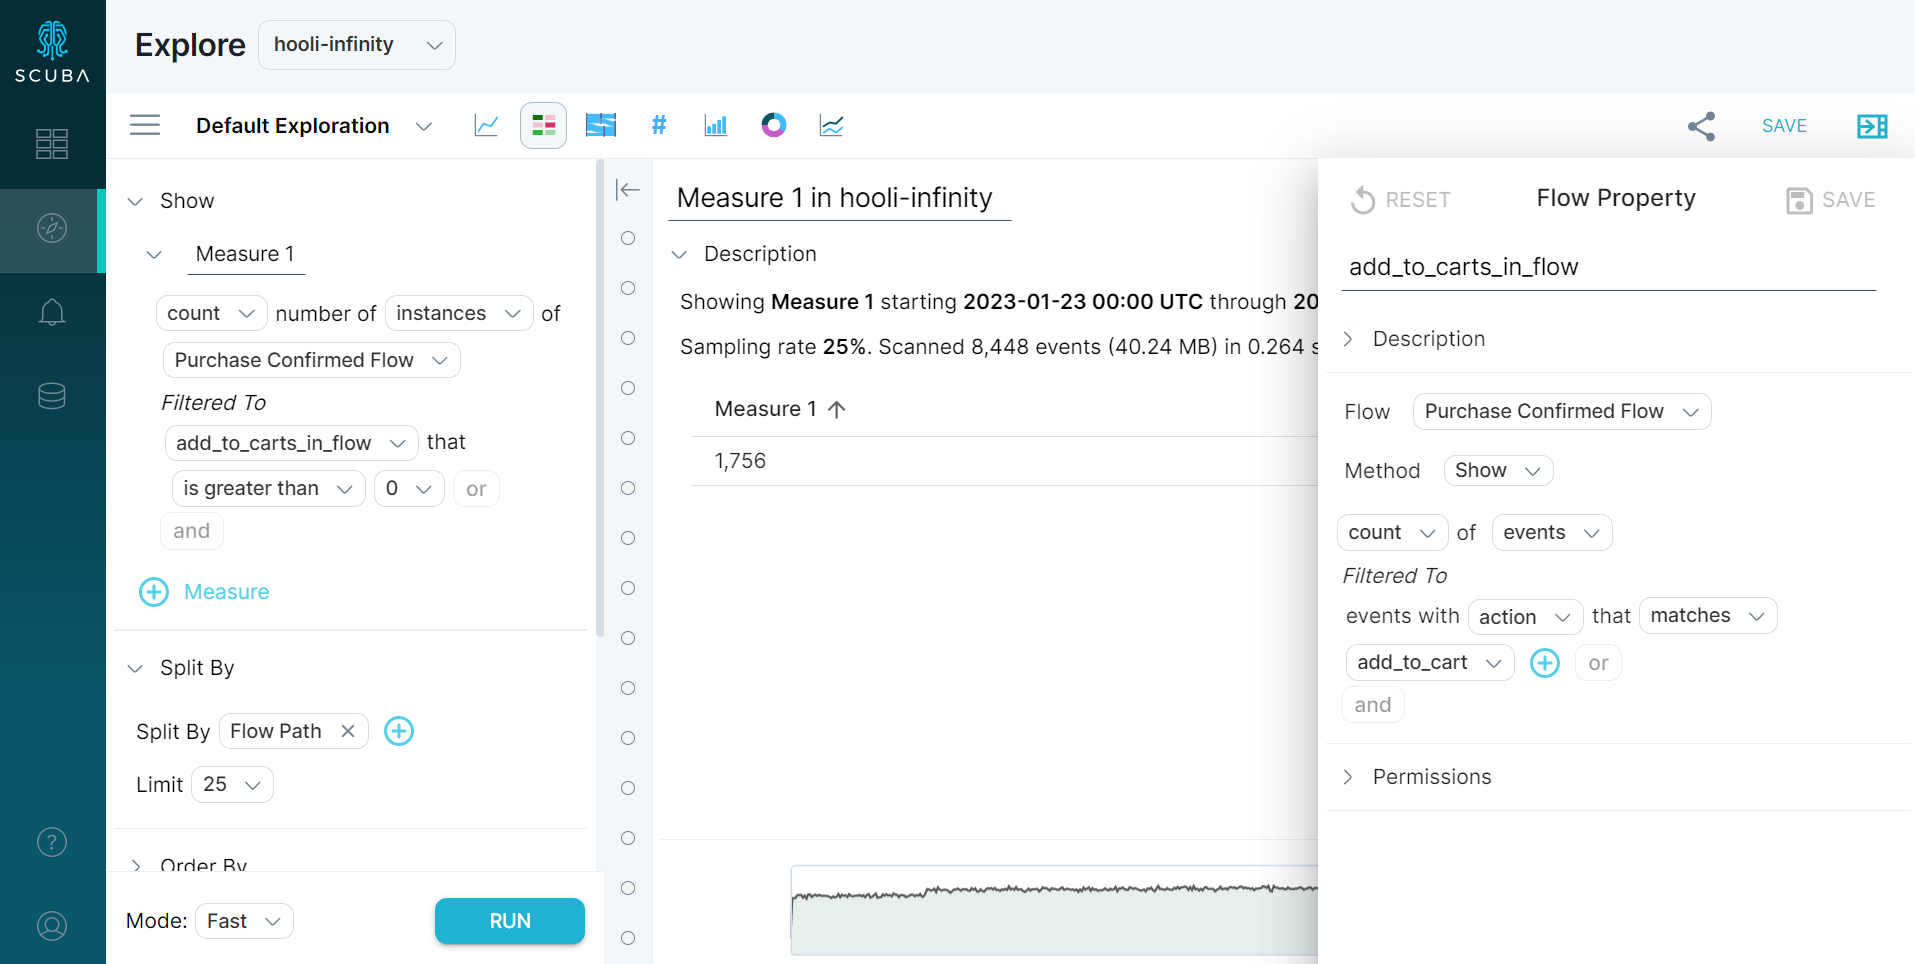 SCUBA
Explore hooli-infinity
Default Exploration # SAVE
Show
Measure 1
count number of instances of
Purchase Confirmed Flow
Filtered To
add_to_carts_in_flow that
is greater than 0 or
and
Measure
Split By
Split By Flow Path
Limit 25
Order By
Mode: Fast RUN
Measure 1 in hooli-infinity
Description
Showing Measure 1 starting 2023-01-23 00:00 UTC through 20
Sampling rate 25%. Scanned 8,448 events (40.24 MB) in 0.264 s
Measure 1
1,756
RESET Flow Property SAVE
add_to_carts_in_flow
Description
Flow Purchase Confirmed Flow
Method Show
count of events
Filtered To
events with action that matches
add_to_cart or
and
Permissions
?